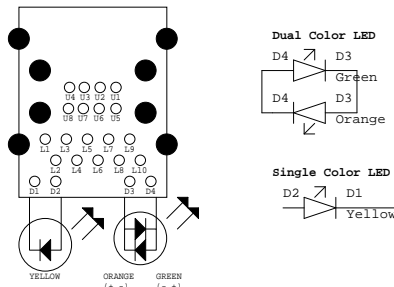 U4 U3 U2 U1
U8 U7 U6 U5
L1 L3 L5 L7 L9
L2 L4 L6 L8 L10
D1 D2 D3 D4
YELLOW ORANGE GREEN
Dual Color LED
D4 D3
Green
D4 D3
Orange
Single Color LED
D2 D1
Yellow